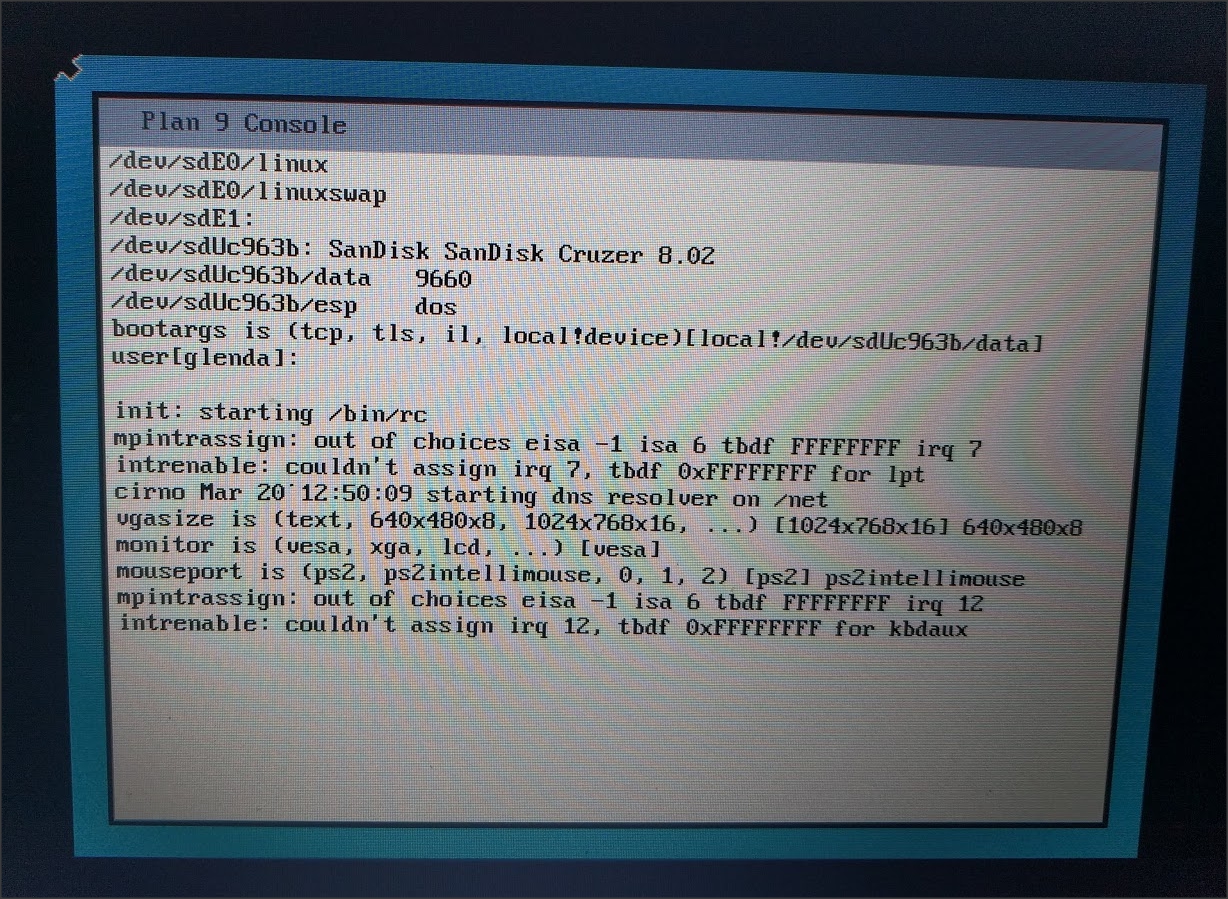 Plan 9 Console
/dev/sdE0/linux
/dev/sdE0/linuxswap
/dev/sdE1:
/dev/sdUc963b: SanDisk SanDisk Cruzer 8.02
/dev/sdUc963b/data 9660
/dev/sdUc963b/esp dos
bootargs is (tcp, tls, il, local!device)[local!/dev/sdUc963b/data]
user[glenda]:
init: starting /bin/rc
mpintrassign: out of choices eisa -1 isa 6 tbdf FFFFFFFF irq 7
intrenable: couldn't assign irq 7, tbdf 0xFFFFFFFF for lpt
cirno Mar 20 12:50:09 starting dns resolver on /net
vgasize is (text, 640x480x8, 1024x768x16, ...) [1024x768x16] 640x480x8
monitor is (vesa, xga, lcd, ...) [vesa]
mouseport is (ps2, ps2intellimouse, 0, 1, 2) [ps2] ps2intellimouse
mpintrassign: out of choices eisa -1 isa 6 tbdf FFFFFFFF irq 12
intrenable: couldn't assign irq 12, tbdf 0xFFFFFFFF for kbdaux